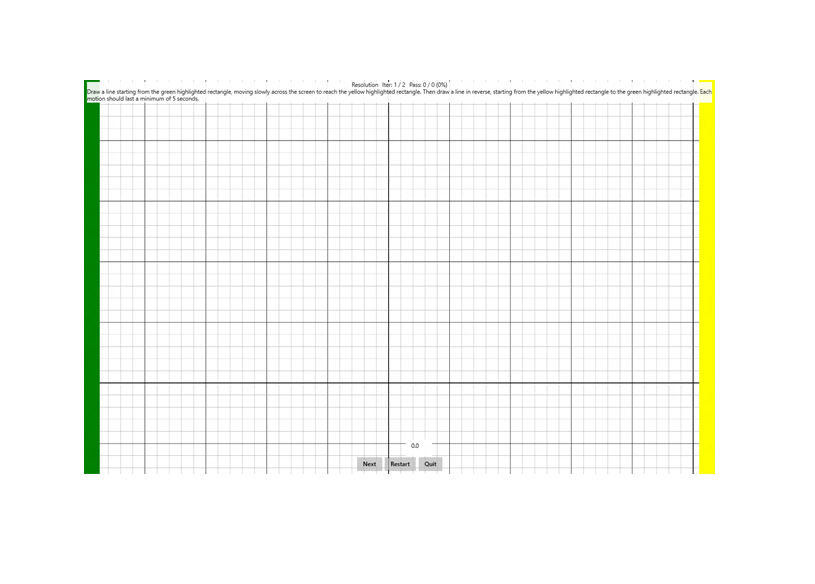 Resolution Iter: 1 / 2 Pass: 0 / 0 (0%)
Draw a line starting from the green highlighted rectangle, moving slowly across the screen to reach the yellow highlighted rectangle. Then draw a line in reverse, starting from the yellow highlighted rectangle to the green highlighted rectangle. Each
motion should last a minimum of 5 seconds.
0.0
Next Restart Quit